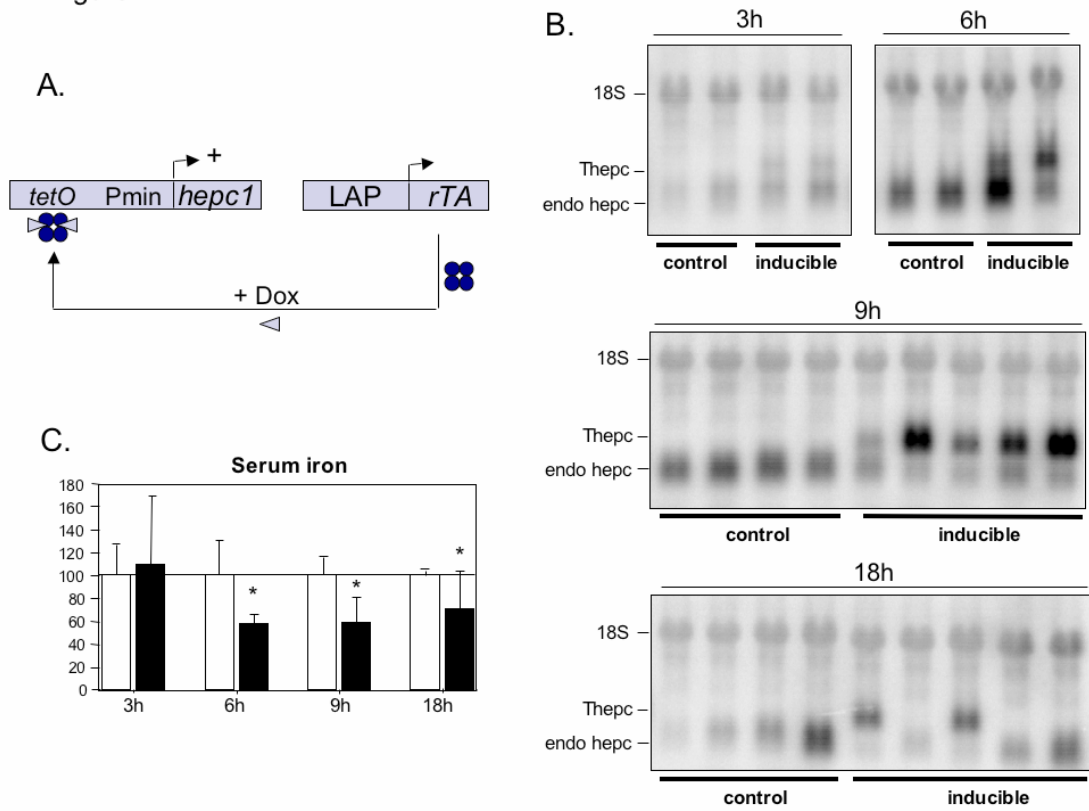 A.
+
tetO Pmin hepc1 LAP rTA
+ Dox
B.
3h
18S
Thepc
endo hepc
control inducible
6h
control inducible
9h
18S
Thepc
endo hepc
control inducible
18h
18S
Thepc
endo hepc
control inducible
C.
Serum iron
180
160
140
120
100
80
60
40
20
0
* * *
3h 6h 9h 18h